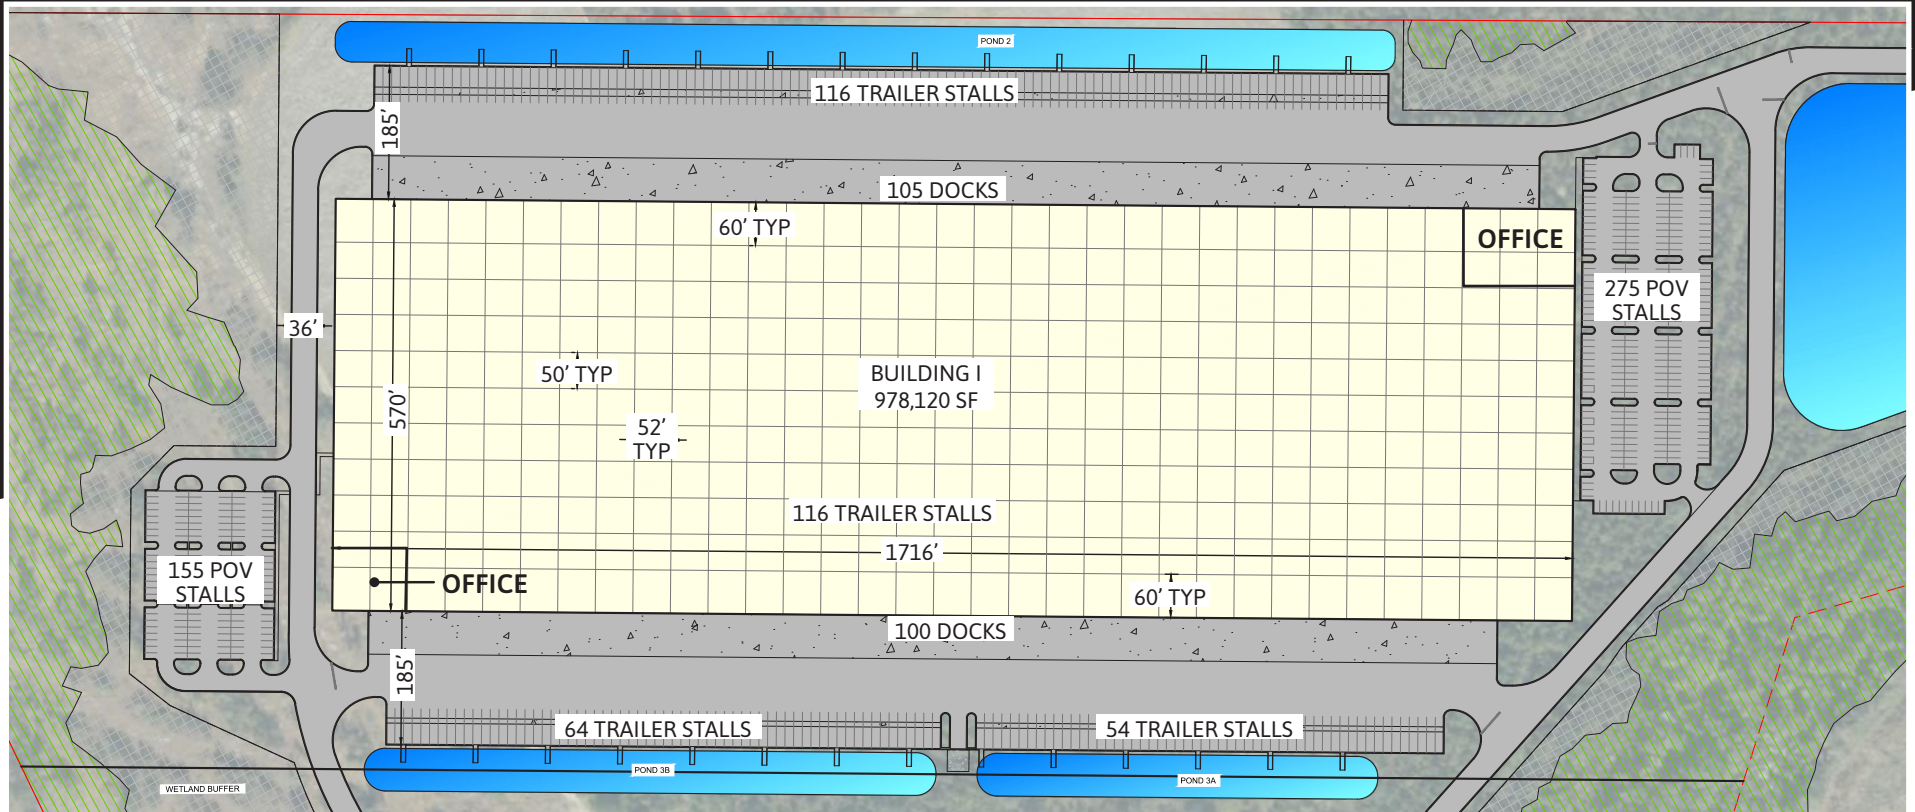 POND 2
116 TRAILER STALLS
185’
105 DOCKS
60’ TYP
OFFICE
275 POV
STALLS
36’
50’ TYP
BUILDING I
978,120 SF
570’
52’
TYP
116 TRAILER STALLS
1716’
155 POV
STALLS
OFFICE
60’ TYP
100 DOCKS
185’
64 TRAILER STALLS
54 TRAILER STALLS
POND 3B
POND 3A
WETLAND BUFFER